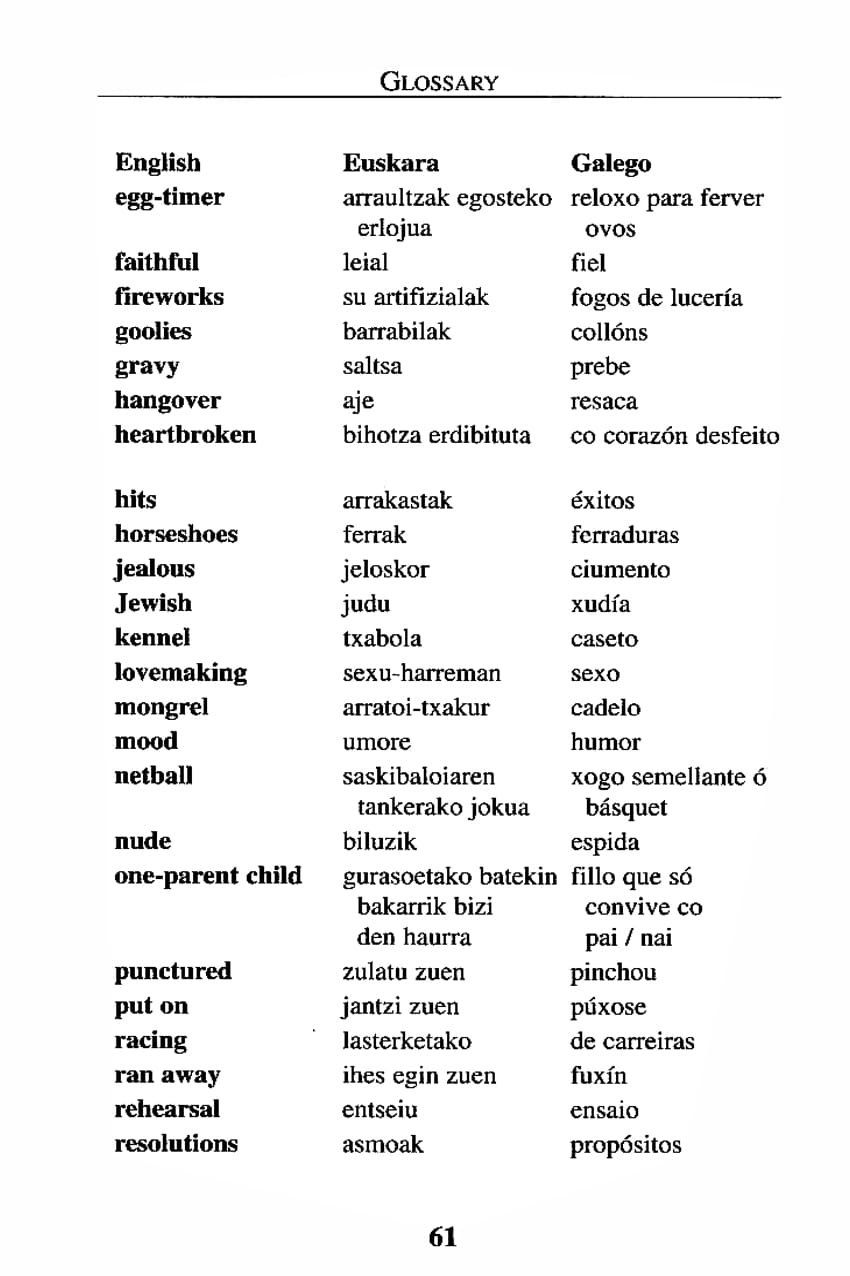 GLOSSARY
English Euskara Galego
egg-timer arraultzak egosteko reloxo para ferver
erlojua ovos
faithful leial fiel
fireworks su artifizialak fogos de lucería
goolies barrabilak collóns
gravy saltsa prebe
hangover aje resaca
heartbroken bihotza erdibituta co corazón desfeito
hits arrakastak éxitos
horseshoes ferrak ferraduras
jealous jeloskor ciumento
Jewish judu xudía
kennel txabola caseto
lovemaking sexu-harreman sexo
mongrel arratoi-txakur cadelo
mood umore humor
netball saskibaloiaren xogo semellante ó
tankerako jokua básquet
nude biluzik espida
one-parent child gurasoetako batekin fillo que só
bakarrik bizi convive co
den haurra pai / nai
punctured zulatu zuen pinchou
put on jantzi zuen púxose
racing lasterketako de carreiras
ran away ihes egin zuen fuxín
rehearsal entseiu ensaio
resolutions asmoak propósitos
61